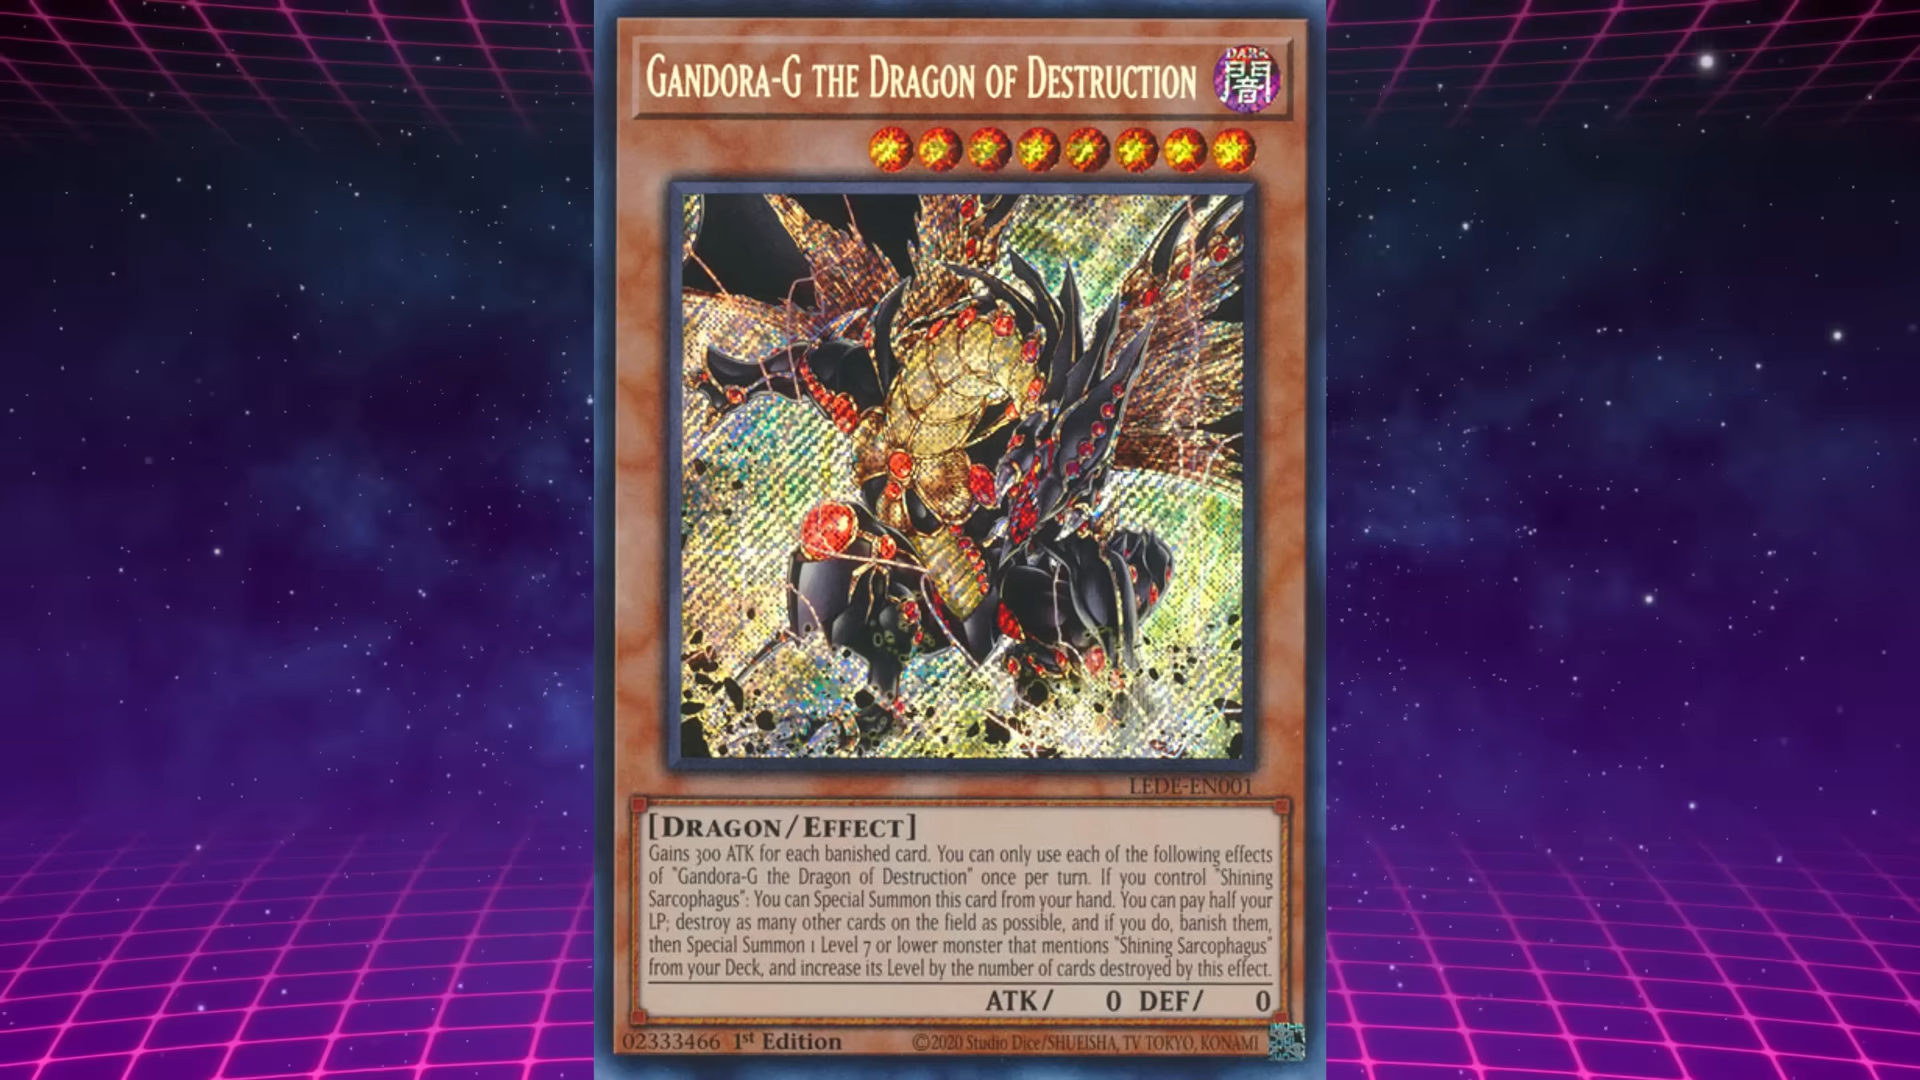 Gandora-G the Dragon of Destruction
DARK
闇
LEDE-EN001
[Dragon/Effect]
Gains 300 ATK for each banished card. You can only use each of the following effects
of "Gandora-G the Dragon of Destruction" once per turn. If you control "Shining
Sarcophagus": You can Special Summon this card from your hand. You can pay half your
LP; destroy as many other cards on the field as possible, and if you do, banish them,
then Special Summon 1 Level 7 or lower monster that mentions "Shining Sarcophagus"
from your Deck, and increase its Level by the number of cards destroyed by this effect.
ATK/ 0 DEF/ 0
02333466 1st Edition ©2020 Studio Dice/SHUEISHA, TV TOKYO, KONAMI